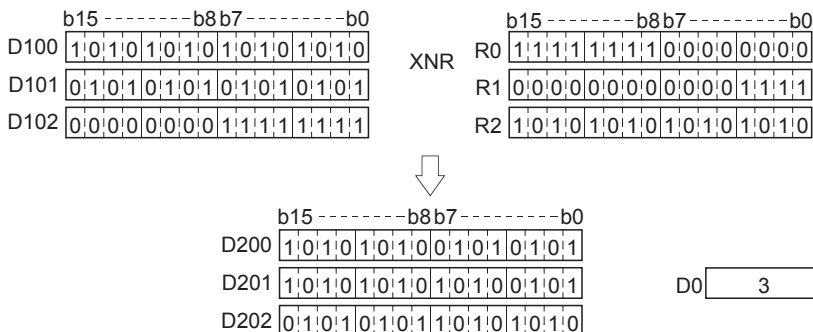 b15 -------- b8 b7 -------- b0
D100 1 0 1 0 1 0 1 0 1 0 1 0 1 0 1 0
D101 0 1 0 1 0 1 0 1 0 1 0 1 0 1 0 1
D102 0 0 0 0 0 0 0 0 1 1 1 1 1 1 1 1
XNR
b15 -------- b8 b7 -------- b0
R0 1 1 1 1 1 1 1 1 0 0 0 0 0 0 0 0
R1 0 0 0 0 0 0 0 0 0 0 0 0 1 1 1 1
R2 1 0 1 0 1 0 1 0 1 0 1 0 1 0 1 0
b15 -------- b8 b7 -------- b0
D200 1 0 1 0 1 0 1 0 0 1 0 1 0 1 0 1
D201 1 0 1 0 1 0 1 0 1 0 1 0 0 1 0 1
D202 0 1 0 1 0 1 0 1 1 0 1 0 1 0 1 0
D0 3